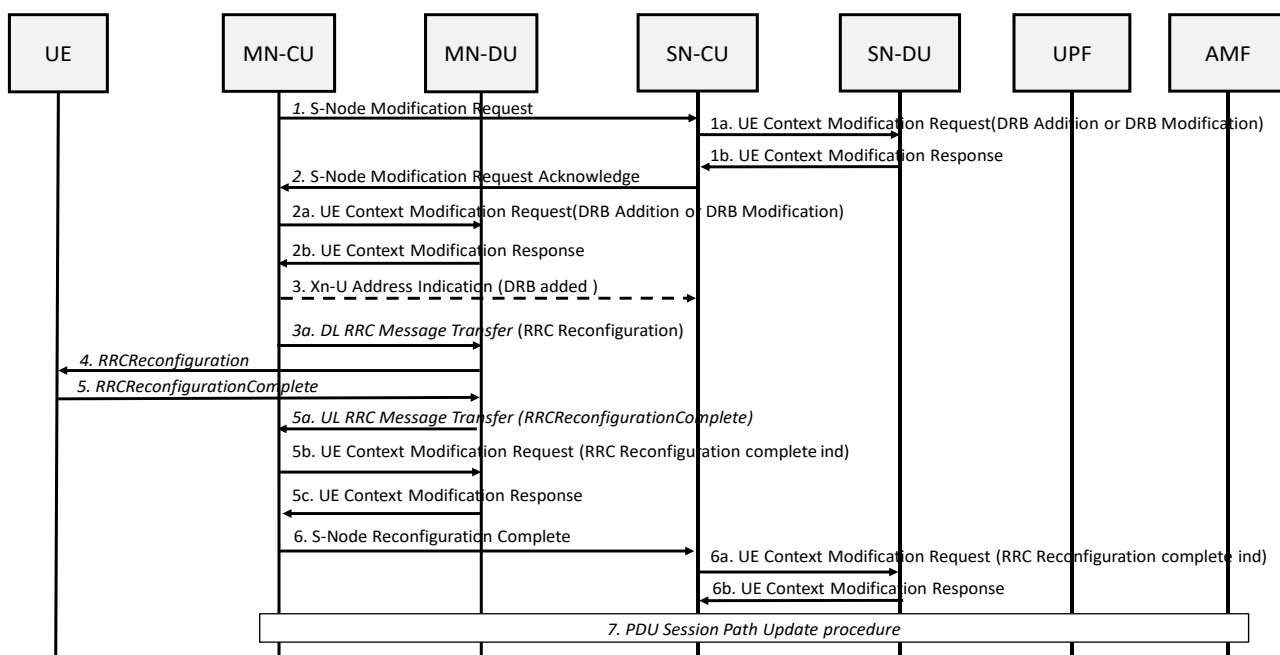 UE
MN-CU
MN-DU
SN-CU
SN-DU
UPF
AMF
1. S-Node Modification Request
1a. UE Context Modification Request(DRB Addition or DRB Modification)
1b. UE Context Modification Response
2. S-Node Modification Request Acknowledge
2a. UE Context Modification Request(DRB Addition or DRB Modification)
2b. UE Context Modification Response
3. Xn-U Address Indication (DRB added )
3a. DL RRC Message Transfer (RRC Reconfiguration)
4. RRCReconfiguration
5. RRCReconfigurationComplete
5a. UL RRC Message Transfer (RRCReconfigurationComplete)
5b. UE Context Modification Request (RRC Reconfiguration complete ind)
5c. UE Context Modification Response
6. S-Node Reconfiguration Complete
6a. UE Context Modification Request (RRC Reconfiguration complete ind)
6b. UE Context Modification Response
7. PDU Session Path Update procedure